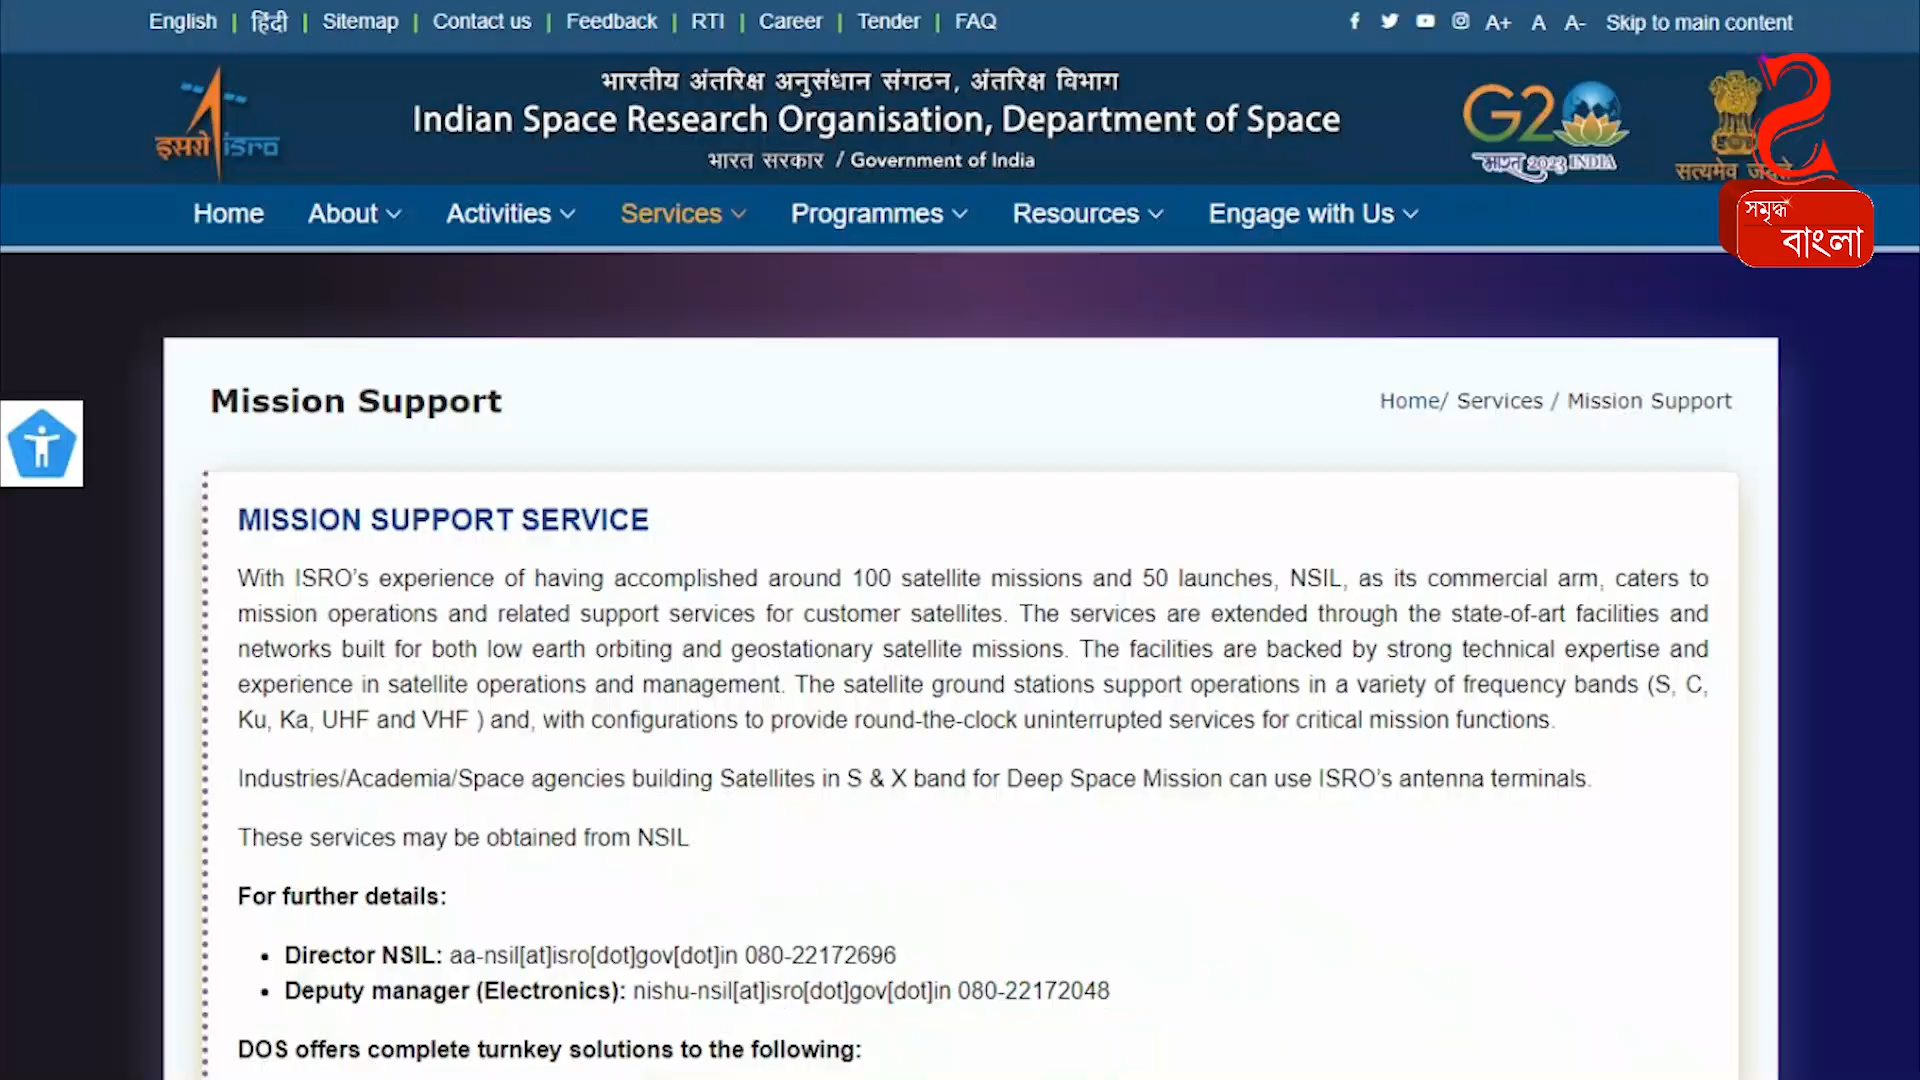 English | हिंदी | Sitemap | Contact us | Feedback | RTI | Career | Tender | FAQ
A+ A A- Skip to main content
भारतीय अंतरिक्ष अनुसंधान संगठन, अंतरिक्ष विभाग
Indian Space Research Organisation, Department of Space
भारत सरकार / Government of India
इसरो isro
G20
भारत 2023 INDIA
सत्यमेव जयते
সমৃদ্ধ
বাংলা
Home About Activities Services Programmes Resources Engage with Us
Mission Support
Home/ Services / Mission Support
MISSION SUPPORT SERVICE
With ISRO's experience of having accomplished around 100 satellite missions and 50 launches, NSIL, as its commercial arm, caters to
mission operations and related support services for customer satellites. The services are extended through the state-of-art facilities and
networks built for both low earth orbiting and geostationary satellite missions. The facilities are backed by strong technical expertise and
experience in satellite operations and management. The satellite ground stations support operations in a variety of frequency bands (S, C,
Ku, Ka, UHF and VHF ) and, with configurations to provide round-the-clock uninterrupted services for critical mission functions.
Industries/Academia/Space agencies building Satellites in S & X band for Deep Space Mission can use ISRO's antenna terminals.
These services may be obtained from NSIL
For further details:
• Director NSIL: aa-nsil[at]isro[dot]gov[dot]in 080-22172696
• Deputy manager (Electronics): nishu-nsil[at]isro[dot]gov[dot]in 080-22172048
DOS offers complete turnkey solutions to the following: